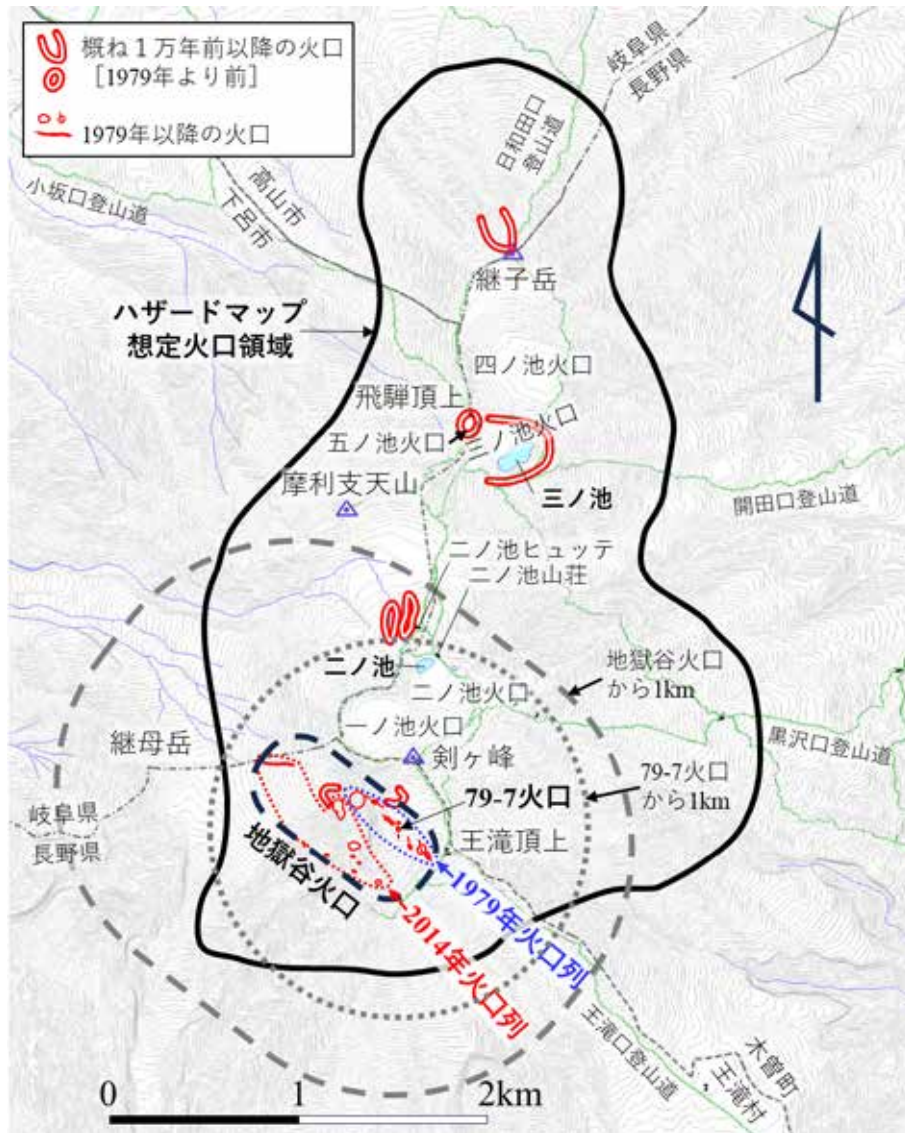 概ね1万年前以降の火口
[1979年より前]
1979年以降の火口
岐阜県
長野県
日和田口
登山道
高山市
下呂市
小坂口登山道
継子岳
ハザードマップ
想定火口領域
四ノ池火口
飛騨頂上
三ノ池火口
五ノ池火口
摩利支天山
三ノ池
開田口登山道
二ノ池ヒュッテ
二ノ池山荘
二ノ池
地獄谷火口
から1km
二ノ池火口
一ノ池火口
継母岳
剣ヶ峰
黒沢口登山道
79-7火口
から1km
79-7火口
岐阜県
長野県
王滝頂上
地獄谷火口
1979年火口列
2014年火口列
王滝口登山道
木曽町
王滝村
0 1 2km